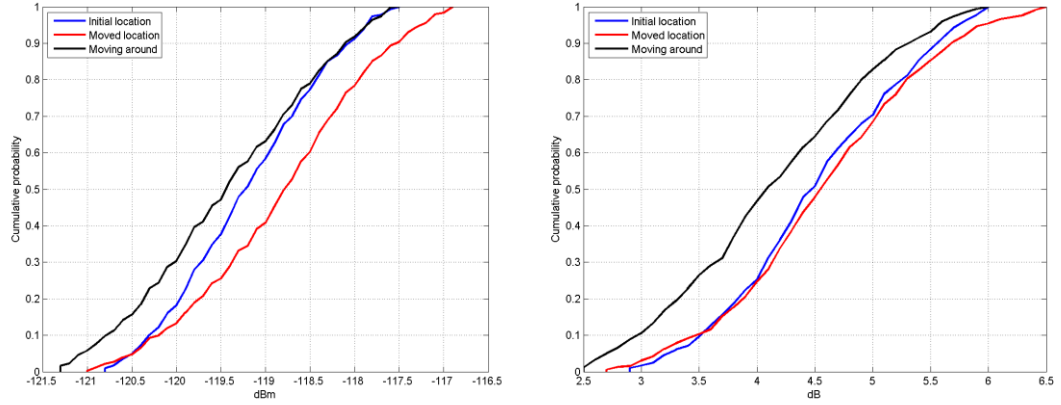 Initial location
Moved location
Moving around
Cumulative probability
1
0.9
0.8
0.7
0.6
0.5
0.4
0.3
0.2
0.1
0
-121.5 -121 -120.5 -120 -119.5 -119 -118.5 -118 -117.5 -117 -116.5
dBm
Initial location
Moved location
Moving around
Cumulative probability
1
0.9
0.8
0.7
0.6
0.5
0.4
0.3
0.2
0.1
0
2.5 3 3.5 4 4.5 5 5.5 6 6.5
dB